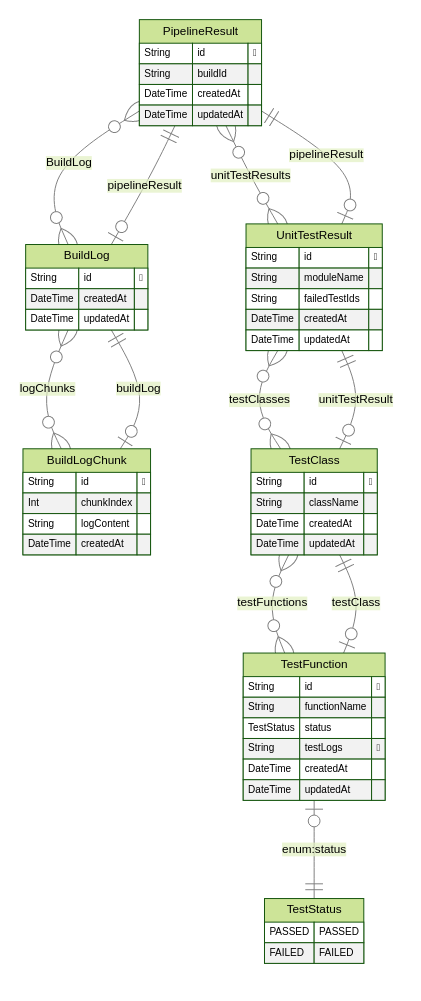 PipelineResult
String id
String buildId
DateTime createdAt
DateTime updatedAt
BuildLog
pipelineResult
unitTestResults
pipelineResult
BuildLog
String id
DateTime createdAt
DateTime updatedAt
UnitTestResult
String id
String moduleName
String failedTestIds
DateTime createdAt
DateTime updatedAt
logChunks
buildLog
testClasses
unitTestResult
BuildLogChunk
String id
Int chunkIndex
String logContent
DateTime createdAt
TestClass
String id
String className
DateTime createdAt
DateTime updatedAt
testFunctions
testClass
TestFunction
String id
String functionName
TestStatus status
String testLogs
DateTime createdAt
DateTime updatedAt
enum:status
TestStatus
PASSED PASSED
FAILED FAILED